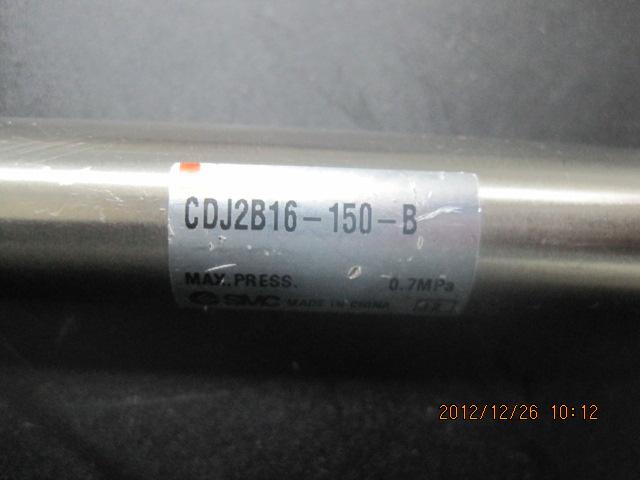 CDJ2B16-150-B
MAX.PRESS. 0.7MPa
SMC MADE IN CHINA
2012/12/26 10:12